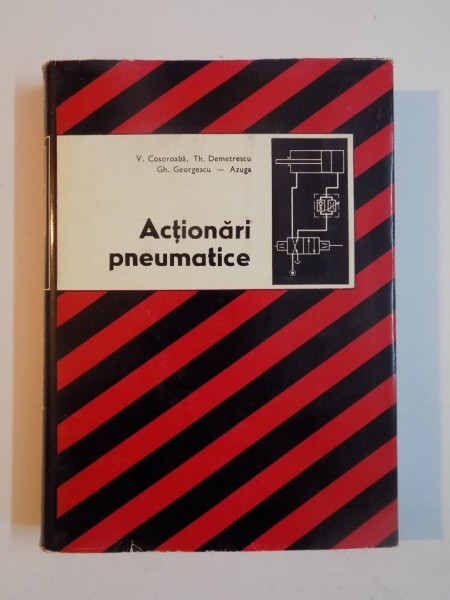 V. Cosoroabă, Th. Demetrescu
Gh. Georgescu — Azuga
Acționări
pneumatice